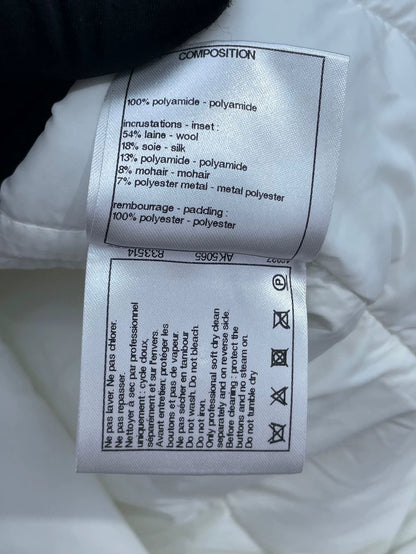 COMPOSITION
100% polyamide - polyamide
incrustations - inset :
54% laine - wool
18% soie - silk
13% polyamide - polyamide
8% mohair - mohair
7% polyester metal - metal polyester
rembourrage - padding :
100% polyester - polyester
833514 AK5065
Ne pas laver. Ne pas chlorer.
Ne pas repasser.
Nettoyer à sec par professionnel
uniquement : cycle doux,
séparément et sur l'envers.
Avant entretien: protéger les
boutons et pas de vapeur.
Ne pas sécher en tambour
Do not wash. Do not bleach.
Do not iron.
Only professional soft dry clean
separately and on reverse side.
Before cleaning : protect the
buttons and no steam on.
Do not tumble dry
P